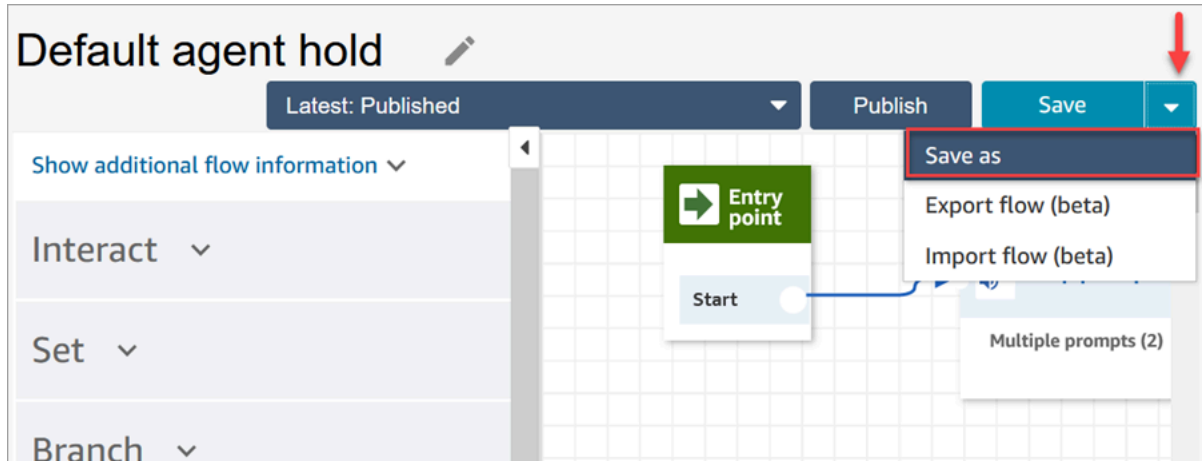 Default agent hold
Latest: Published
Publish
Save
Show additional flow information
Save as
Export flow (beta)
Import flow (beta)
Entry
point
Start
Interact
Set
Multiple prompts (2)
Branch